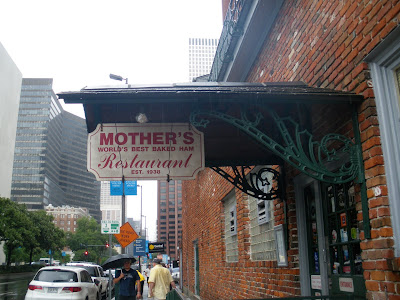 MOTHER'S
WORLD'S BEST BAKED HAM
Restaurant
EST. 1938